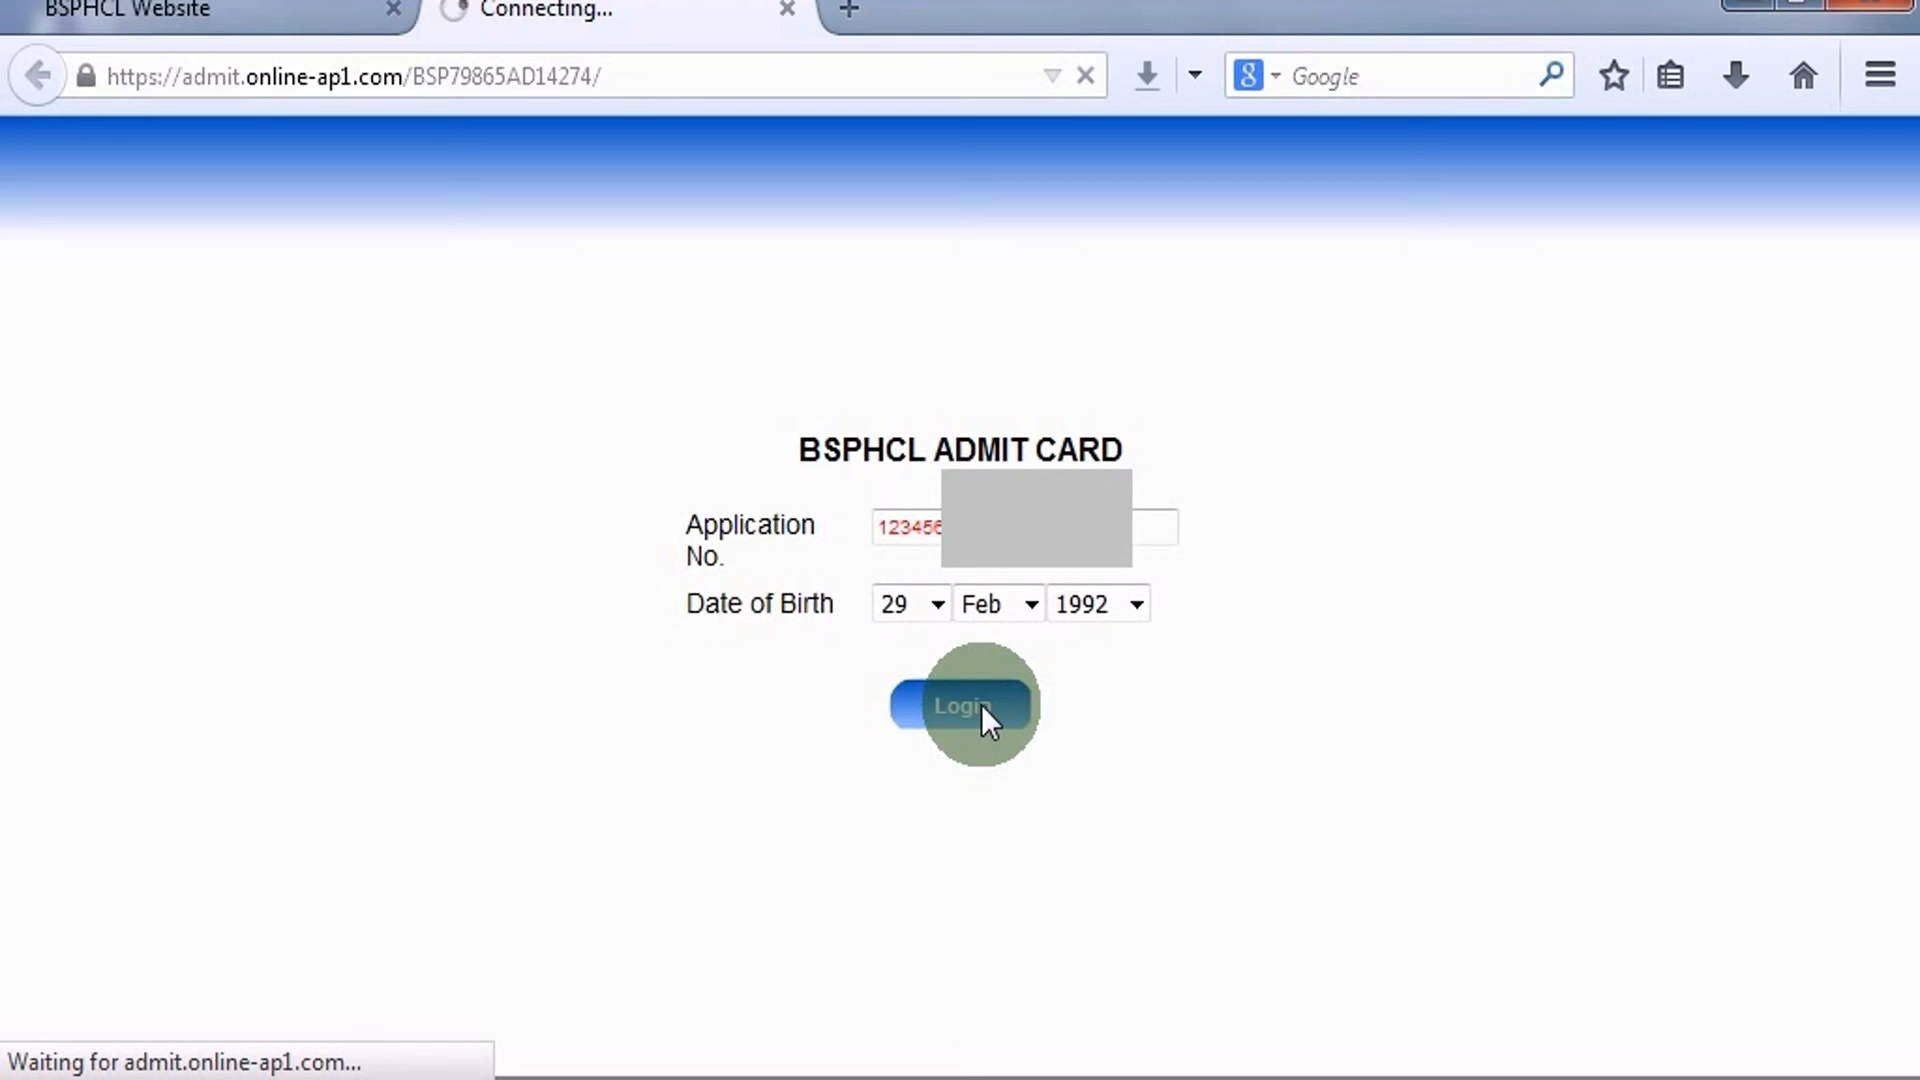 BSPHCL Website
Connecting...
https://admit.online-ap1.com/BSP79865AD14274/
Google
BSPHCL ADMIT CARD
Application No.
123456
Date of Birth
29 Feb 1992
Login
Waiting for admit.online-ap1.com...